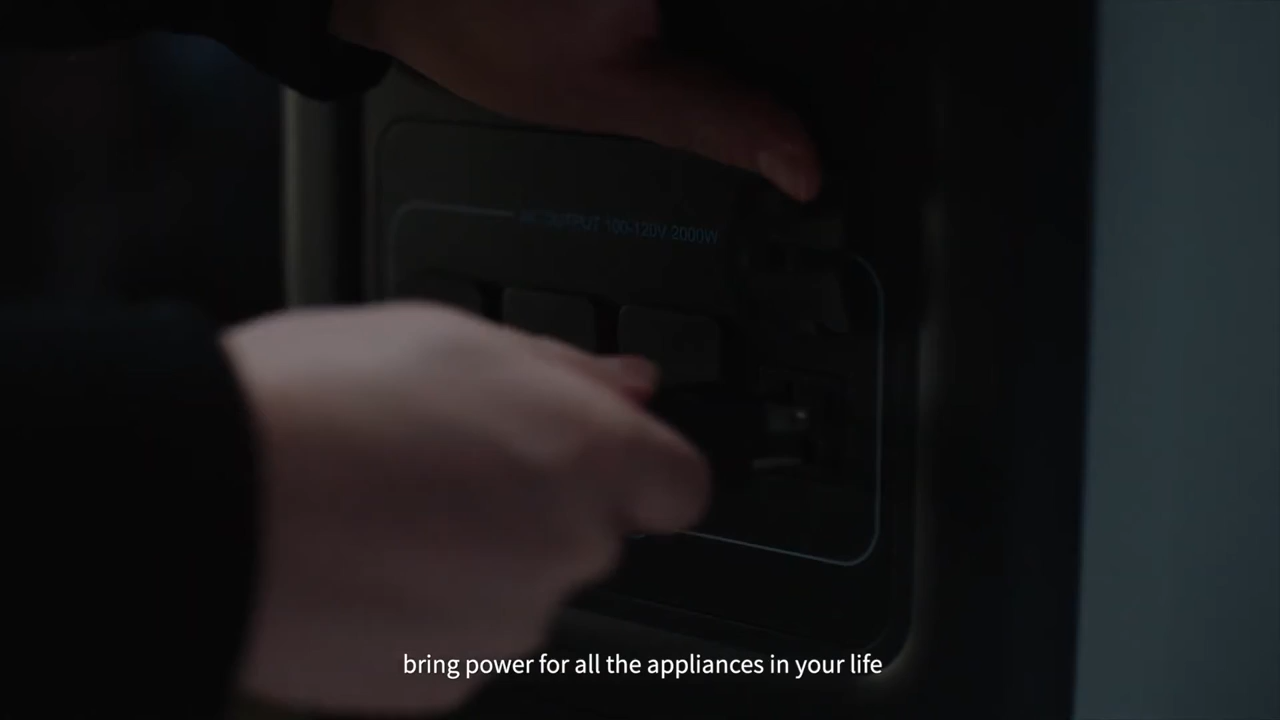 AC OUTPUT 100-120V 2000W
bring power for all the appliances in your life